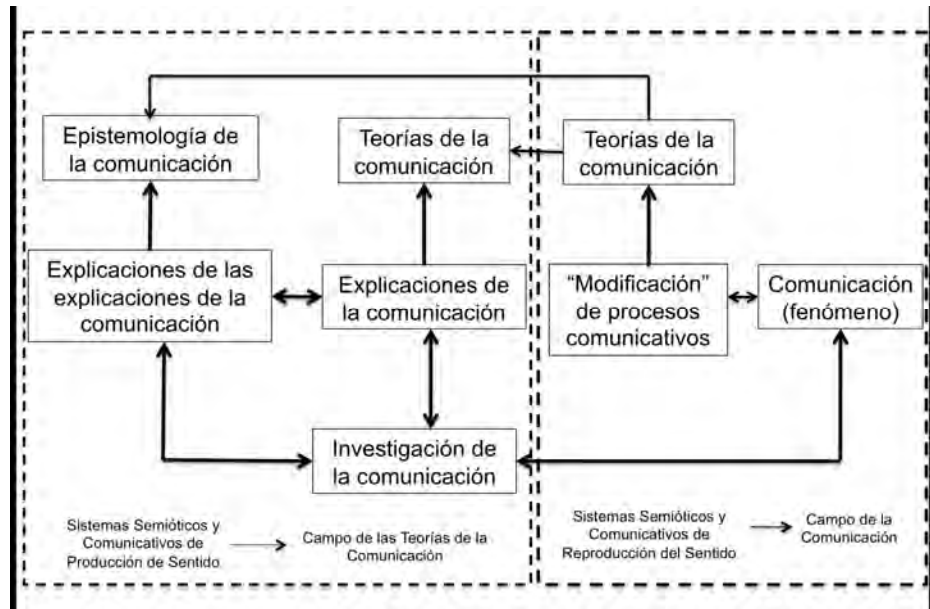 Epistemología de
la comunicación
Teorías de la
comunicación
Teorías de la
comunicación
Explicaciones de las
explicaciones de la
comunicación
Explicaciones de
la comunicación
“Modificación”
de procesos
comunicativos
Comunicación
(fenómeno)
Investigación de
la comunicación
Sistemas Semióticos y
Comunicativos de
Producción de Sentido
Campo de las Teorías de la
Comunicación
Sistemas Semióticos y
Comunicativos de
Reproducción del Sentido
Campo de la
Comunicación